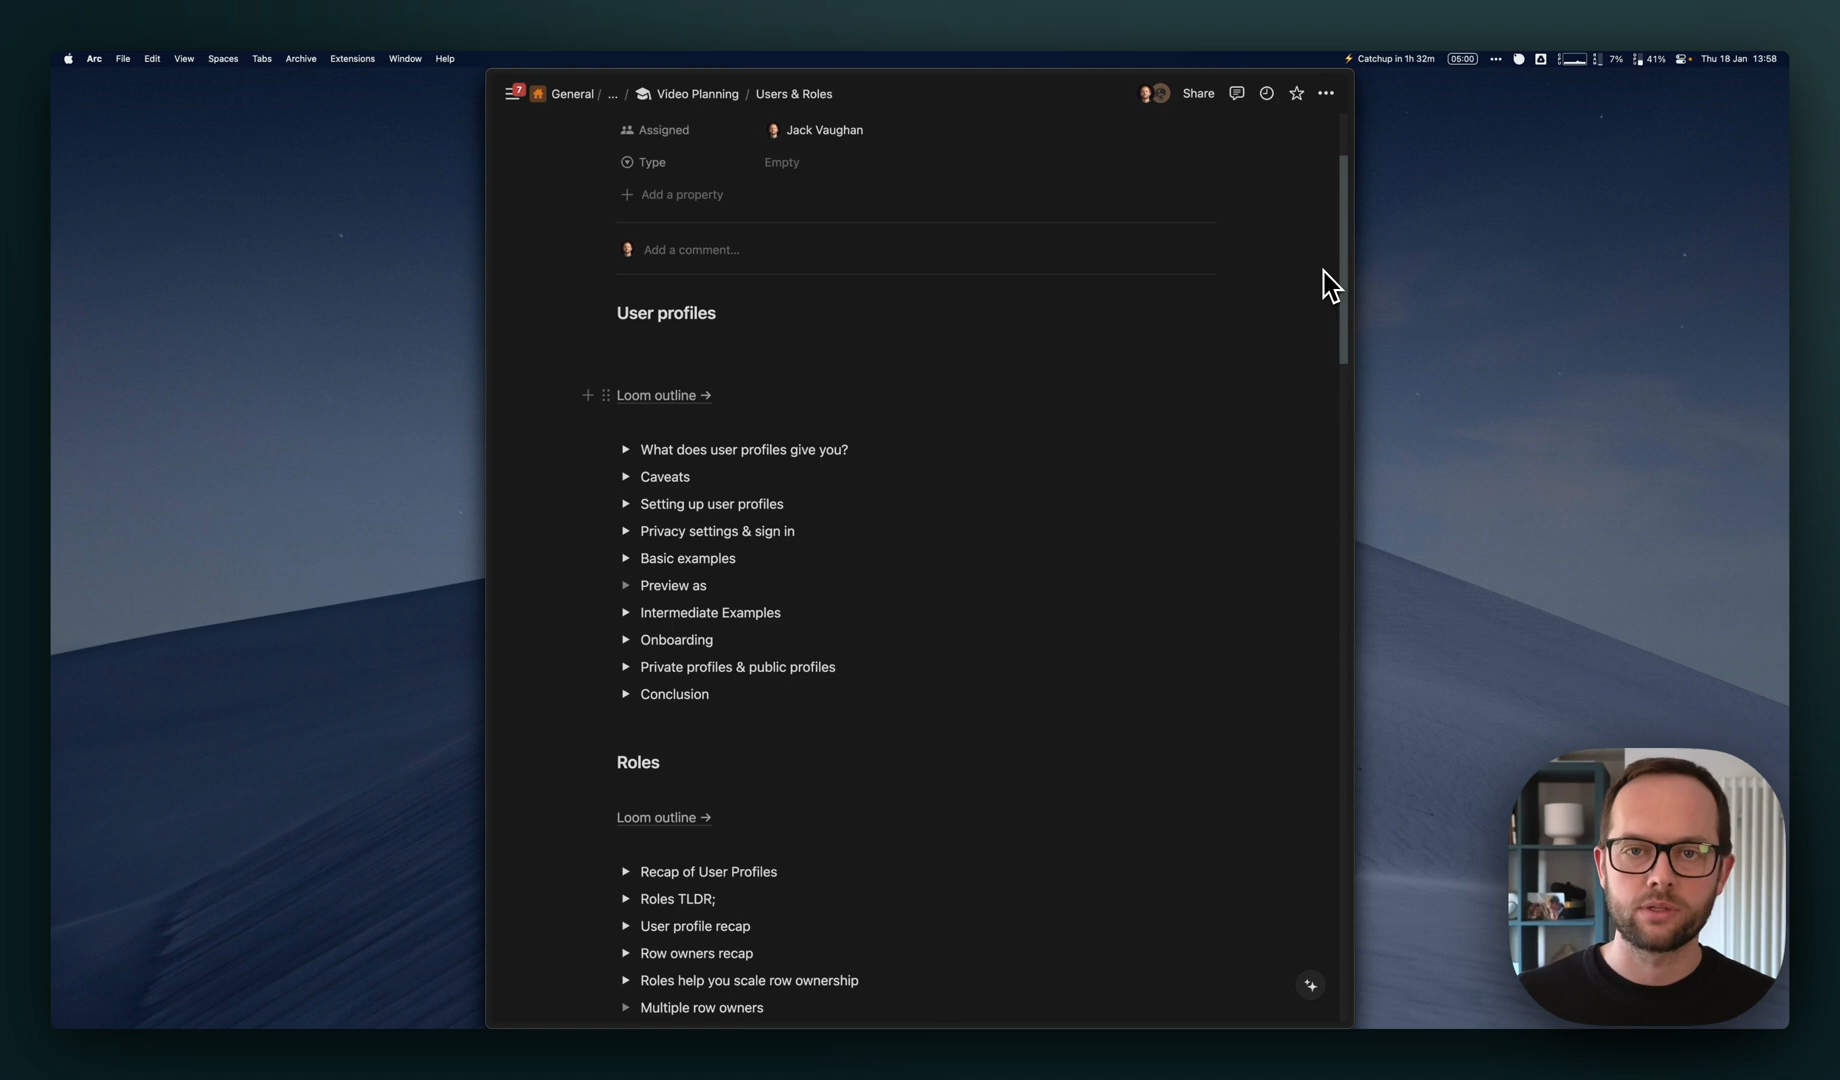 Arc File Edit View Spaces Tabs Archive Extensions Window Help
Catchup in 1h 32m 05:00 ••• 7% 41% Thu 18 Jan 13:58
7 General / ... / Video Planning / Users & Roles Share •••
Assigned Jack Vaughan
Type Empty
Add a property
Add a comment...
User profiles
Loom outline →
What does user profiles give you?
Caveats
Setting up user profiles
Privacy settings & sign in
Basic examples
Preview as
Intermediate Examples
Onboarding
Private profiles & public profiles
Conclusion
Roles
Loom outline →
Recap of User Profiles
Roles TLDR;
User profile recap
Row owners recap
Roles help you scale row ownership
Multiple row owners